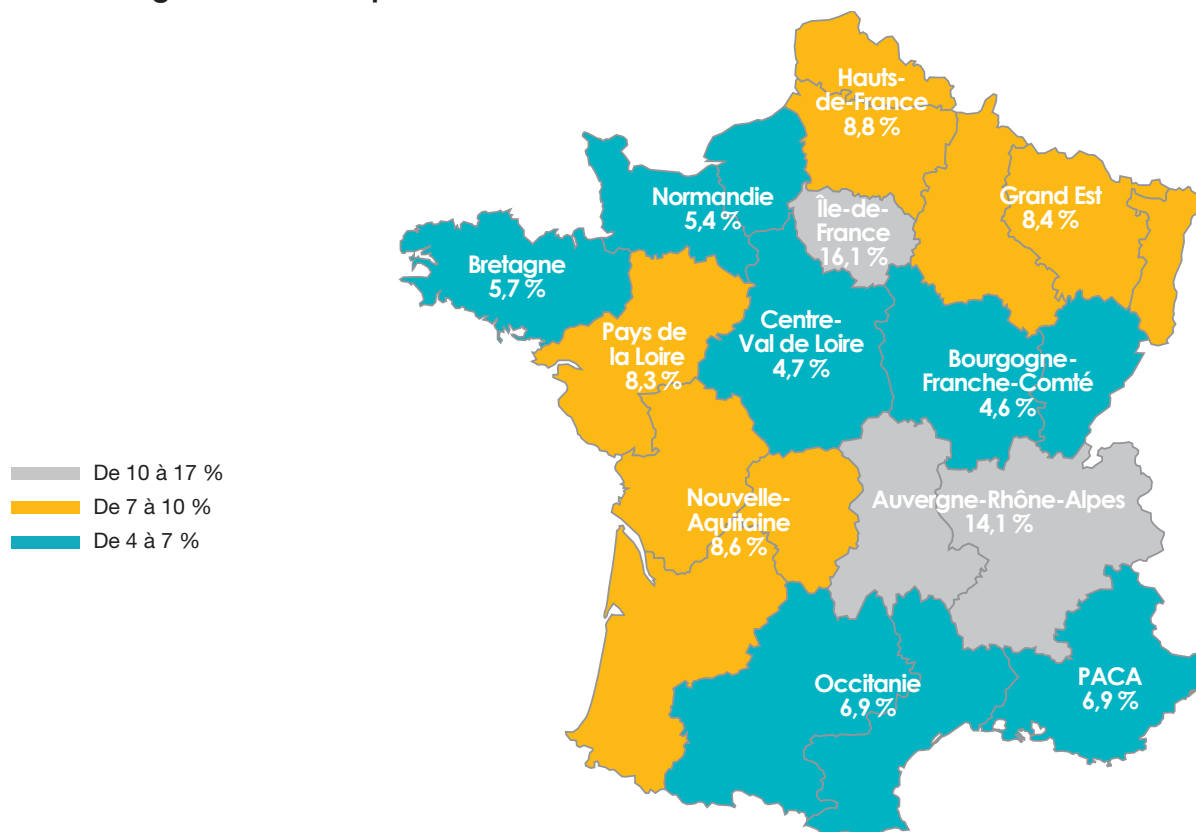 Hauts-
de-France
8,8 %
Normandie
5,4 %
Île-de-
France
16,1 %
Grand Est
8,4 %
Bretagne
5,7 %
Pays de
la Loire
8,3 %
Centre-
Val de Loire
4,7 %
Bourgogne-
Franche-Comté
4,6 %
De 10 à 17 %
De 7 à 10 %
De 4 à 7 %
Nouvelle-
Aquitaine
8,6 %
Auvergne-Rhône-Alpes
14,1 %
Occitanie
6,9 %
PACA
6,9 %